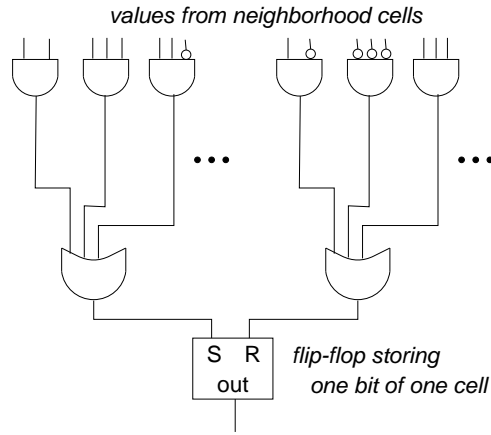 values from neighborhood cells
S R
out
flip-flop storing
one bit of one cell